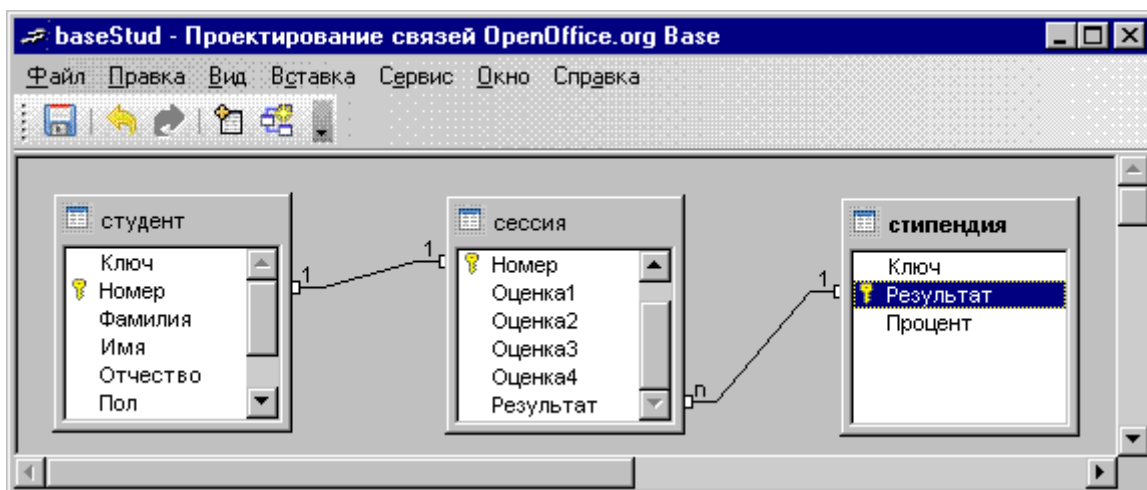 baseStud - Проектирование связей OpenOffice.org Base
Файл Правка Вид Вставка Сервис Окно Справка
студент
Ключ
Номер
Фамилия
Имя
Отчество
Пол
1
1
сессия
Номер
Оценка1
Оценка2
Оценка3
Оценка4
Результат
n
1
стипендия
Ключ
Результат
Процент